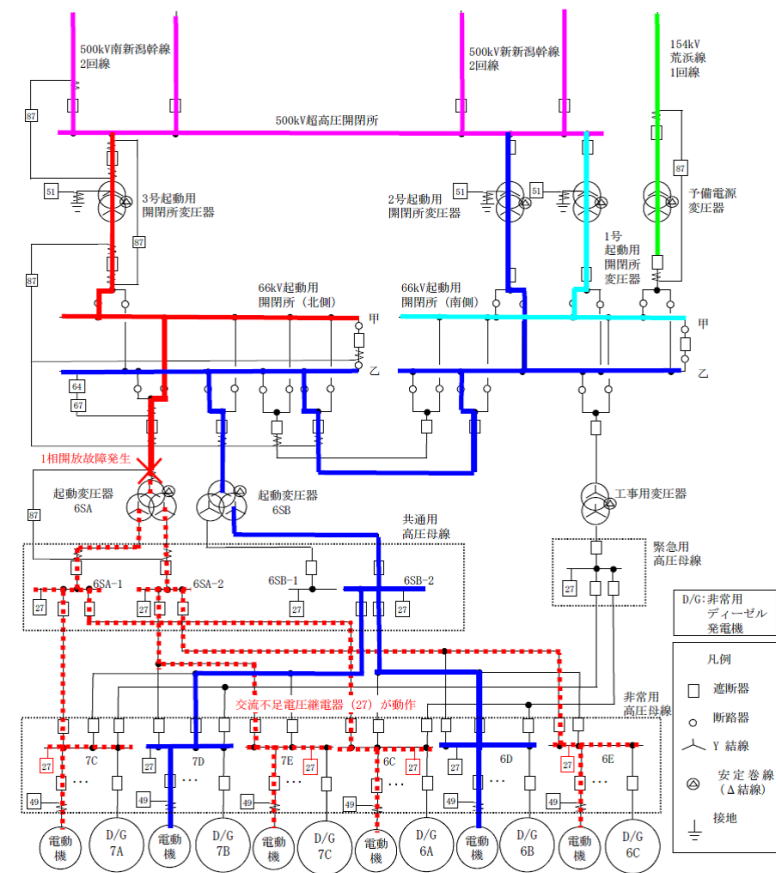 500kV南新潟幹線
2回線
500kV新新潟幹線
2回線
154kV
荒浜線
1回線
87
500kV超高圧開閉所
87
51
3号起動用
開閉所変圧器
87
2号起動用
開閉所変圧器
51
51
予備電源
変圧器
1号
起動用
開閉所
変圧器
87
66kV起動用
開閉所(北側)
66kV起動用
開閉所(南側)
甲
甲
乙
乙
64
67
1相開放故障発生
起動変圧器
6SA
起動変圧器
6SB
工事用変圧器
87
共通用
高圧母線
緊急用
高圧母線
6SA-1
6SA-2
6SB-1
6SB-2
27
27
27
27
27
D/G:非常用
ディーゼル
発電機
凡例
遮断器
断路器
Y 結線
安定巻線
(Δ結線)
接地
交流不足電圧継電器 (27) が動作
非常用
高圧母線
7C
7D
7E
6C
6D
6E
27
27
27
27
27
27
...
...
...
...
...
...
49
49
49
49
49
49
電動
機
D/G
7A
電動
機
D/G
7B
電動
機
D/G
7C
電動
機
D/G
6A
電動
機
D/G
6B
電動
機
D/G
6C